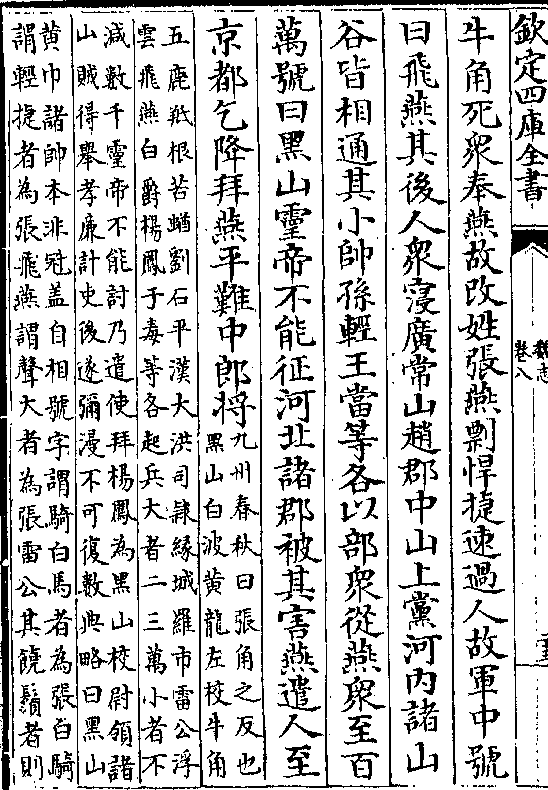 欽定四庫全書
魏志
卷八
牛角死衆奉燕故改姓張燕剽悍捷速過人故軍中號
曰飛燕其後人衆寖廣常山趙郡中山上黨河內諸山
谷皆相通其小帥孫輕王當等各以部衆從燕衆至百
萬號曰黑山靈帝不能征河北諸郡被其害燕遣人至
京都乞降拜燕平難中郎将
九州春秋曰張角之反也
黑山白波黄龍左校牛角
五鹿羝根苦蝤劉石平漢大洪司隷緣城羅市雷公浮
雲飛燕白爵楊鳳于毒等各起兵大者二三萬小者不
減數千靈帝不能討乃遣使拜楊鳳為黑山校尉領諸
山賊得舉孝廉計吏後遂彌漫不可復數典略曰黑山
黄巾諸帥本非冠盖自相號字謂騎白馬者為張白騎
謂輕捷者為張飛燕謂聲大者為張雷公其饒鬚者則